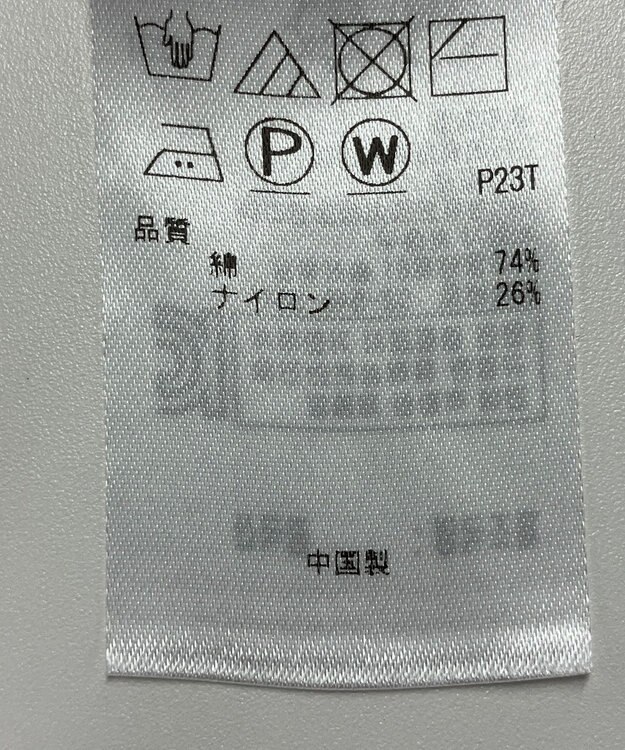 P W
P23T
品質
綿 74%
ナイロン 26%
中国製